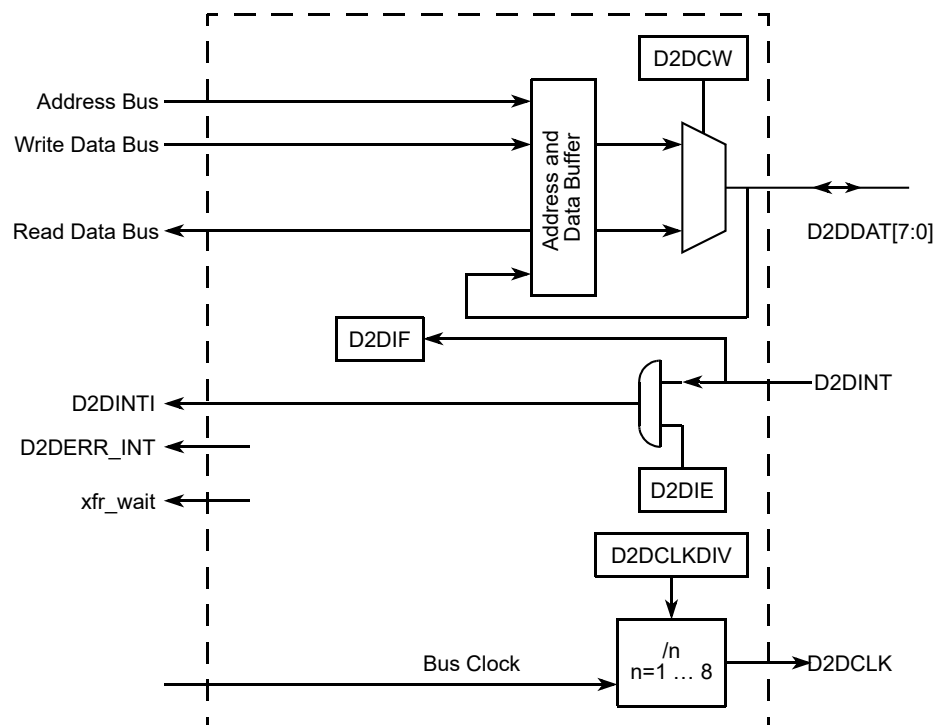 D2DCW
Address Bus
Write Data Bus
Address and
Data Buffer
Read Data Bus
D2DDAT[7:0]
D2DIF
D2DINT
D2DINTI
D2DERR_INT
D2DIE
xfr_wait
D2DCLKDIV
/n
n=1 … 8
Bus Clock
D2DCLK